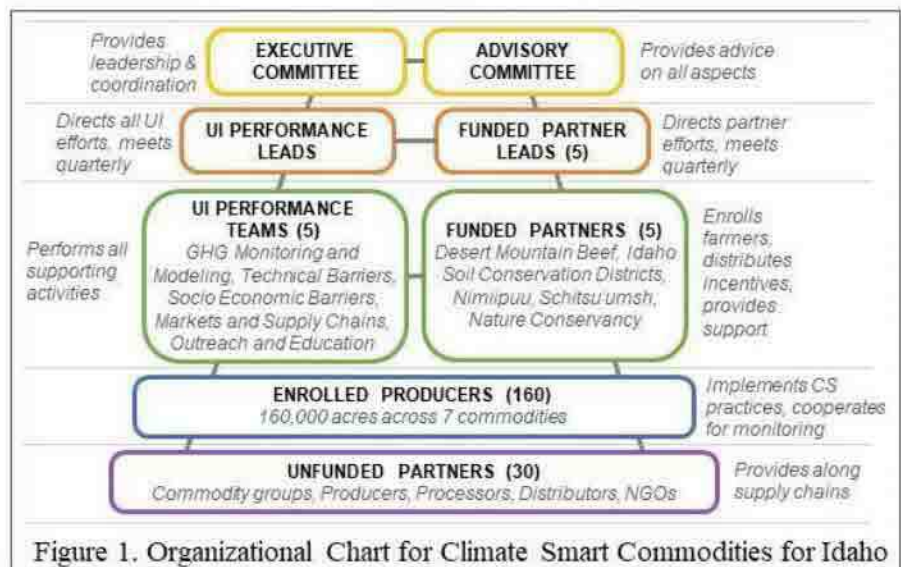 Provides
leadership &
coordination
EXECUTIVE
COMMITTEE
ADVISORY
COMMITTEE
Provides advice
on all aspects
Directs all UI
efforts, meets
quarterly
UI PERFORMANCE
LEADS
FUNDED PARTNER
LEADS (5)
Directs partner
efforts, meets
quarterly
Performs all
supporting
activities
UI PERFORMANCE
TEAMS (5)
GHG Monitoring and
Modeling, Technical Barriers,
Socio Economic Barriers,
Markets and Supply Chains,
Outreach and Education
FUNDED PARTNERS (5)
Desert Mountain Beef, Idaho
Soil Conservation Districts,
Nimiipuu, Schitsu'umsh,
Nature Conservancy
Enrolls
farmers,
distributes
incentives,
provides
support
ENROLLED PRODUCERS (160)
160,000 acres across 7 commodities
Implements CS
practices, cooperates
for monitoring
UNFUNDED PARTNERS (30)
Commodity groups, Producers, Processors, Distributors, NGOs
Provides along
supply chains
Figure 1. Organizational Chart for Climate Smart Commodities for Idaho